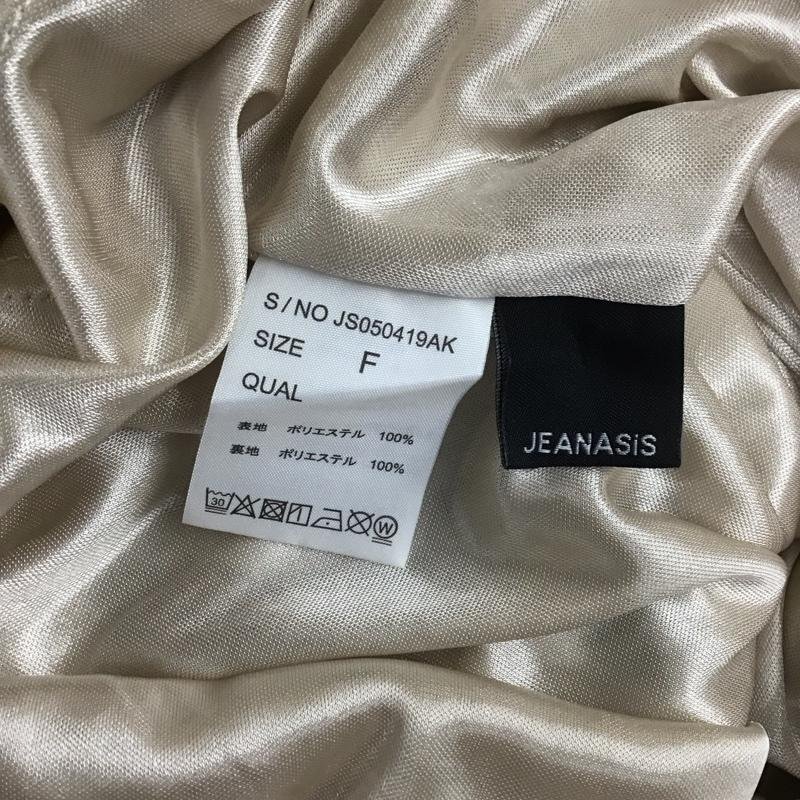 S / NO JS050419AK
SIZE F
QUAL
表地 ポリエステル 100%
裏地 ポリエステル 100%
30 W
JEANASiS